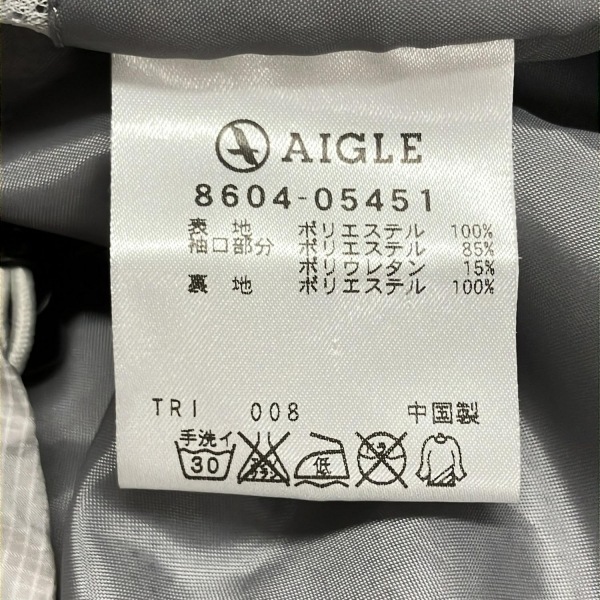 AIGLE
8604-05451
表地 ポリエステル 100%
袖口部分 ポリエステル 85%
ポリウレタン 15%
裏地 ポリエステル 100%
TRI 008 中国製
手洗イ
30 低